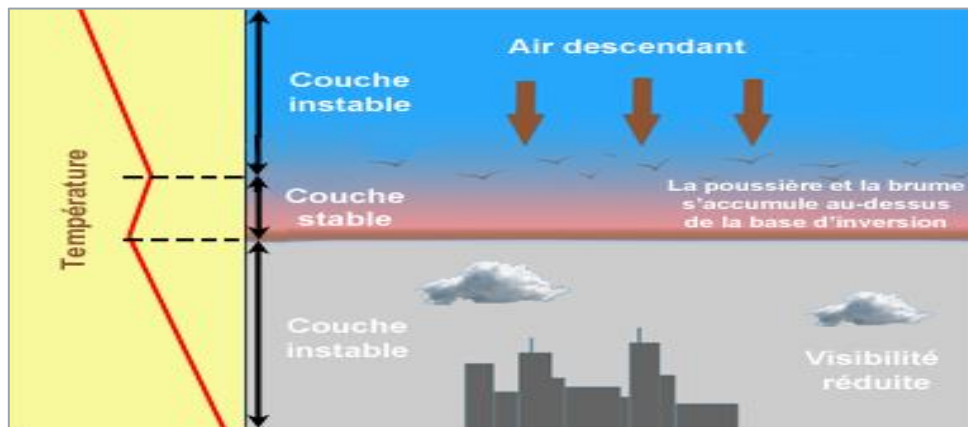 Température
Couche
instable
Air descendant
Couche
stable
La poussière et la brume
s'accumule au-dessus
de la base d'inversion
Couche
instable
Visibilité
réduite